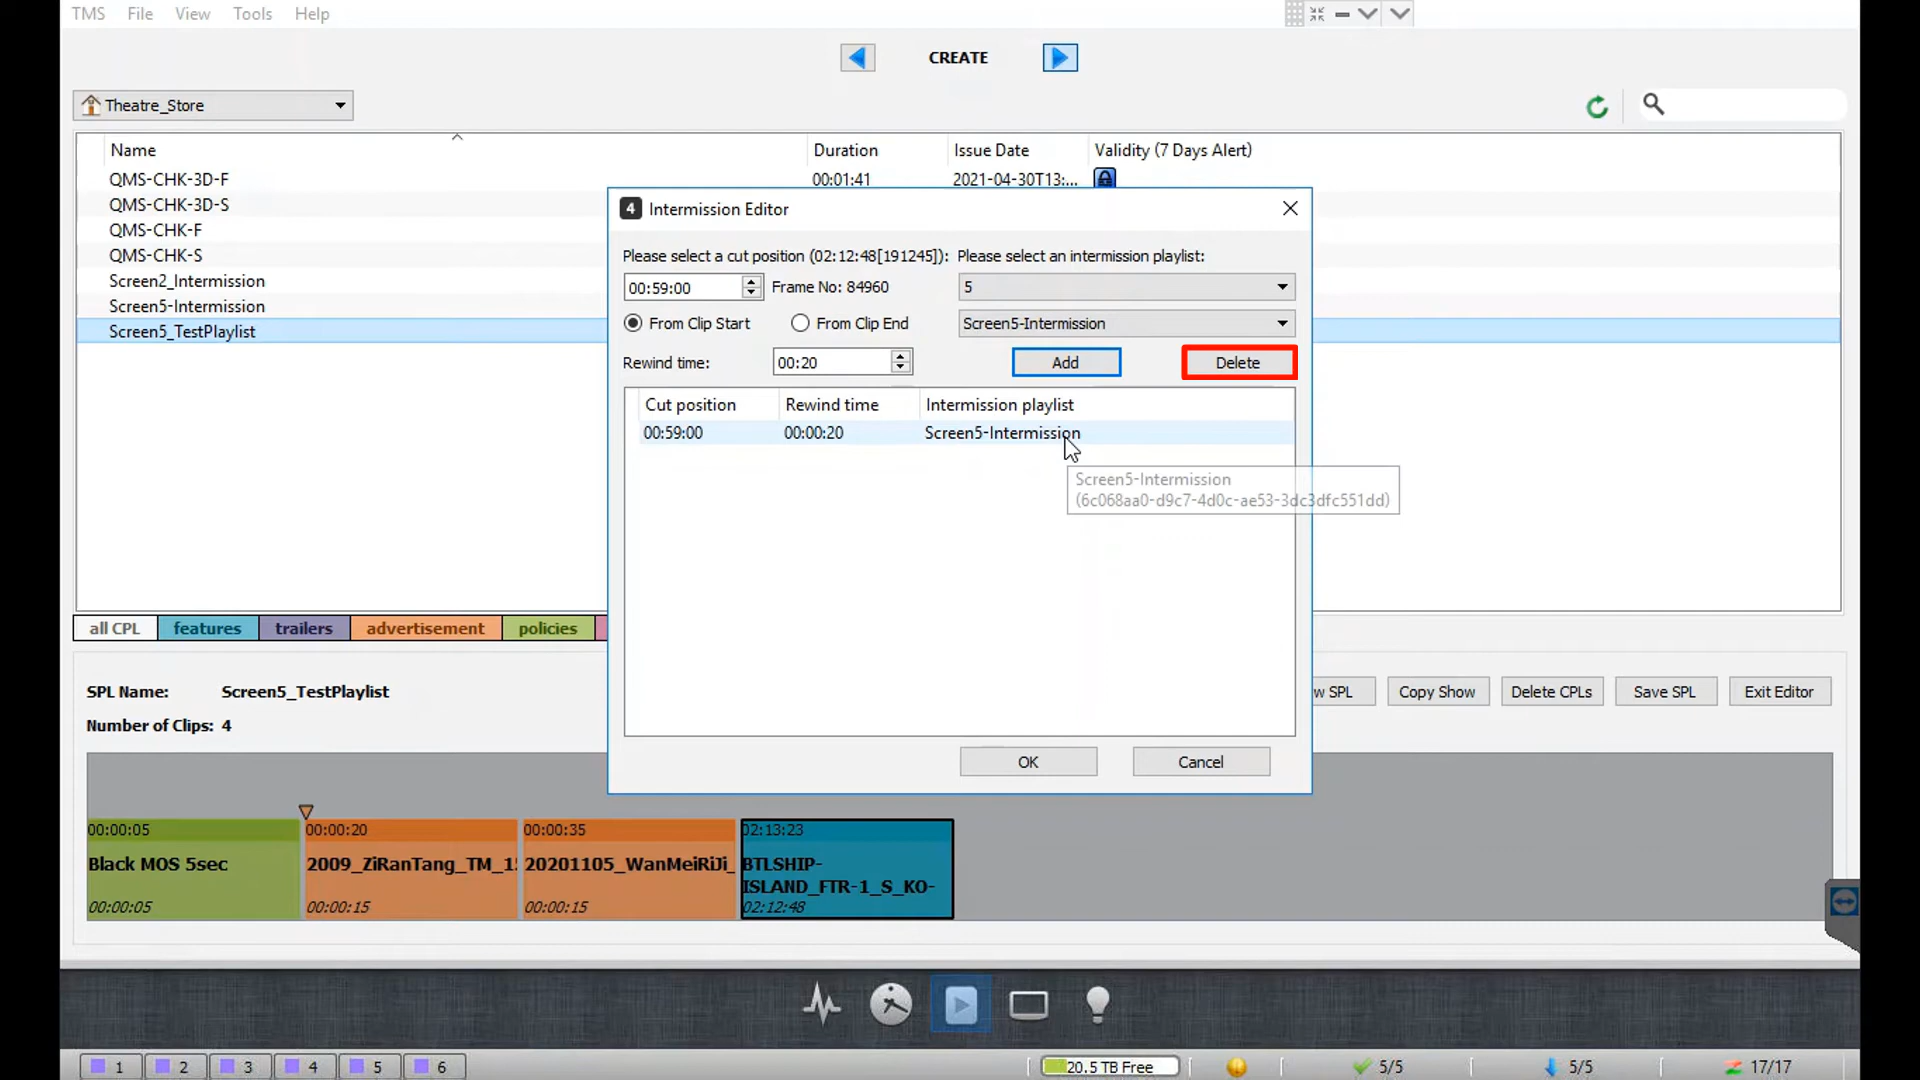 TMS File View Tools Help
CREATE
Theatre_Store
Name Duration Issue Date Validity (7 Days Alert)
QMS-CHK-3D-F 00:01:41 2021-04-30T13:...
QMS-CHK-3D-S
QMS-CHK-F
QMS-CHK-S
Screen2_Intermission
Screen5-Intermission
Screen5_TestPlaylist
4 Intermission Editor
Please select a cut position (02:12:48[191245]): Please select an intermission playlist:
00:59:00 Frame No: 84960 5
From Clip Start From Clip End Screen5-Intermission
Rewind time: 00:20 Add Delete
Cut position Rewind time Intermission playlist
00:59:00 00:00:20 Screen5-Intermission
Screen5-Intermission
(6c068aa0-d9c7-4d0c-ae53-3dc3dfc551dd)
OK Cancel
all CPL features trailers advertisement policies
SPL Name: Screen5_TestPlaylist
w SPL Copy Show Delete CPLs Save SPL Exit Editor
Number of Clips: 4
00:00:05 00:00:20 00:00:35 02:13:23
Black MOS 5sec 2009_ZiRanTang_TM_15 20201105_WanMeiRiJi_ BTLSHIP-
ISLAND_FTR-1_S_KO-
00:00:05 00:00:15 00:00:15 02:12:48
1 2 3 4 5 6 20.5 TB Free 5/5 5/5 17/17